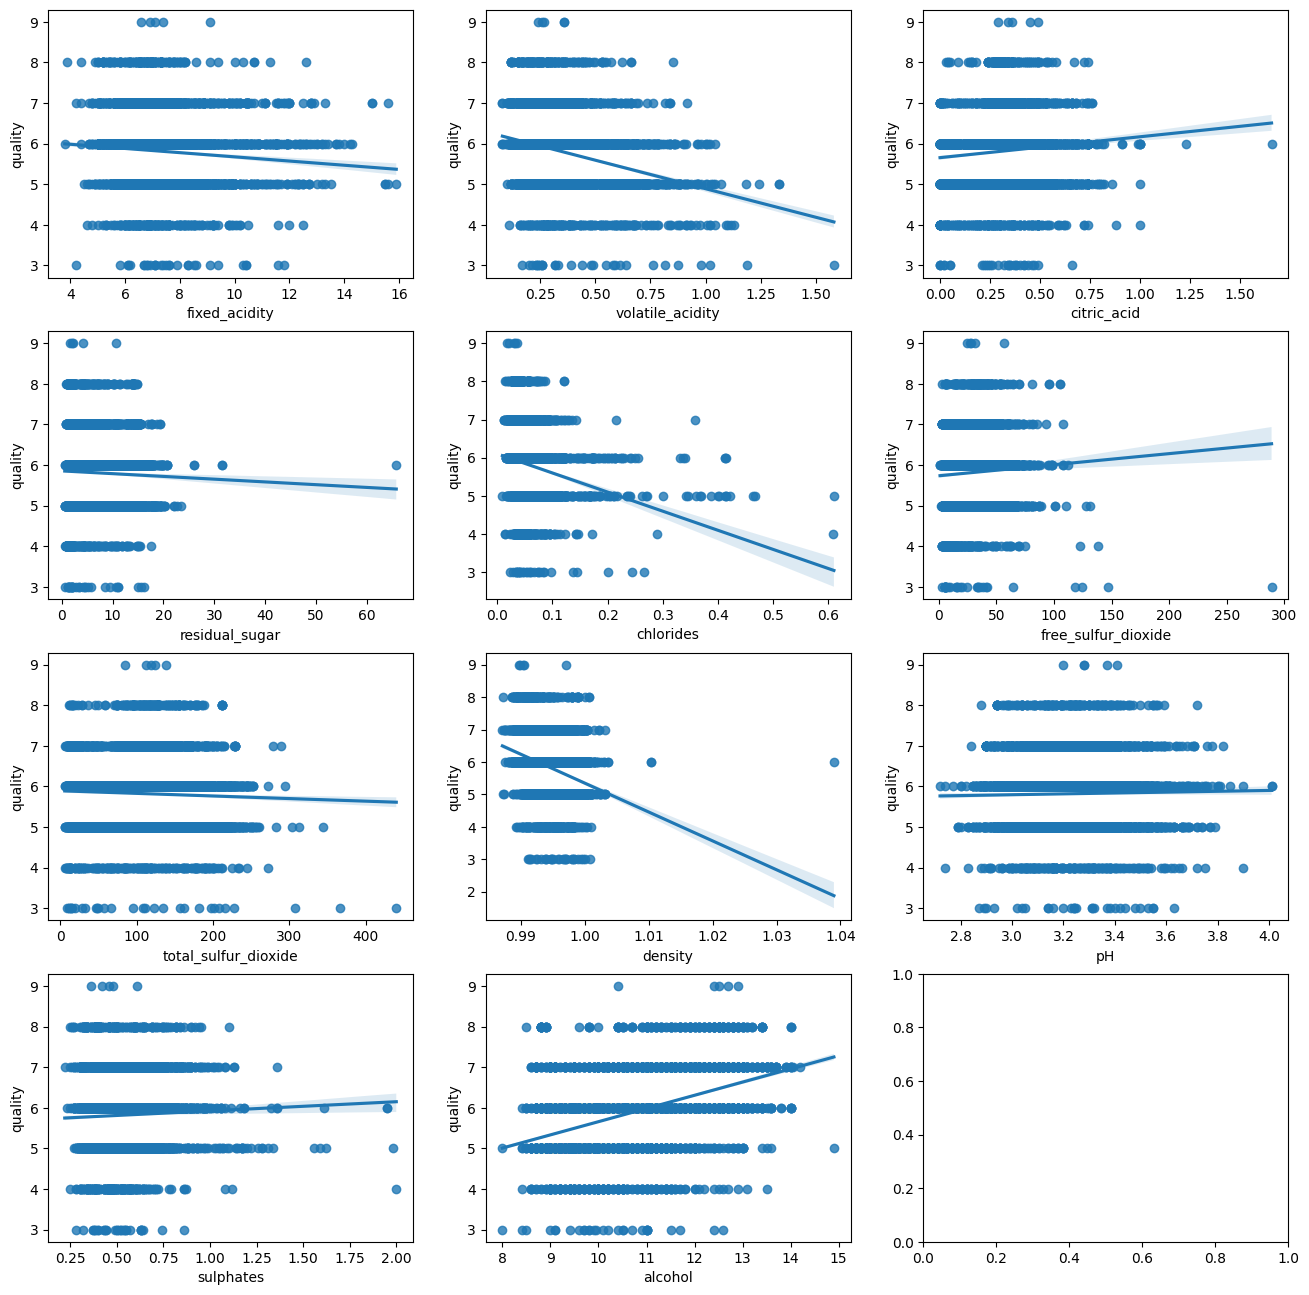 9
8
7
6
5
4
3
quality
4 6 8 10 12 14 16
fixed_acidity
9
8
7
6
5
4
3
quality
0.25 0.50 0.75 1.00 1.25 1.50
volatile_acidity
9
8
7
6
5
4
3
quality
0.00 0.25 0.50 0.75 1.00 1.25 1.50
citric_acid
9
8
7
6
5
4
3
quality
0 10 20 30 40 50 60
residual_sugar
9
8
7
6
5
4
3
quality
0.0 0.1 0.2 0.3 0.4 0.5 0.6
chlorides
9
8
7
6
5
4
3
quality
0 50 100 150 200 250 300
free_sulfur_dioxide
9
8
7
6
5
4
3
quality
0 100 200 300 400
total_sulfur_dioxide
9
8
7
6
5
4
3
2
quality
0.99 1.00 1.01 1.02 1.03 1.04
density
9
8
7
6
5
4
3
quality
2.8 3.0 3.2 3.4 3.6 3.8 4.0
pH
9
8
7
6
5
4
3
quality
0.25 0.50 0.75 1.00 1.25 1.50 1.75 2.00
sulphates
9
8
7
6
5
4
3
quality
8 9 10 11 12 13 14 15
alcohol
1.0
0.8
0.6
0.4
0.2
0.0
0.0 0.2 0.4 0.6 0.8 1.0